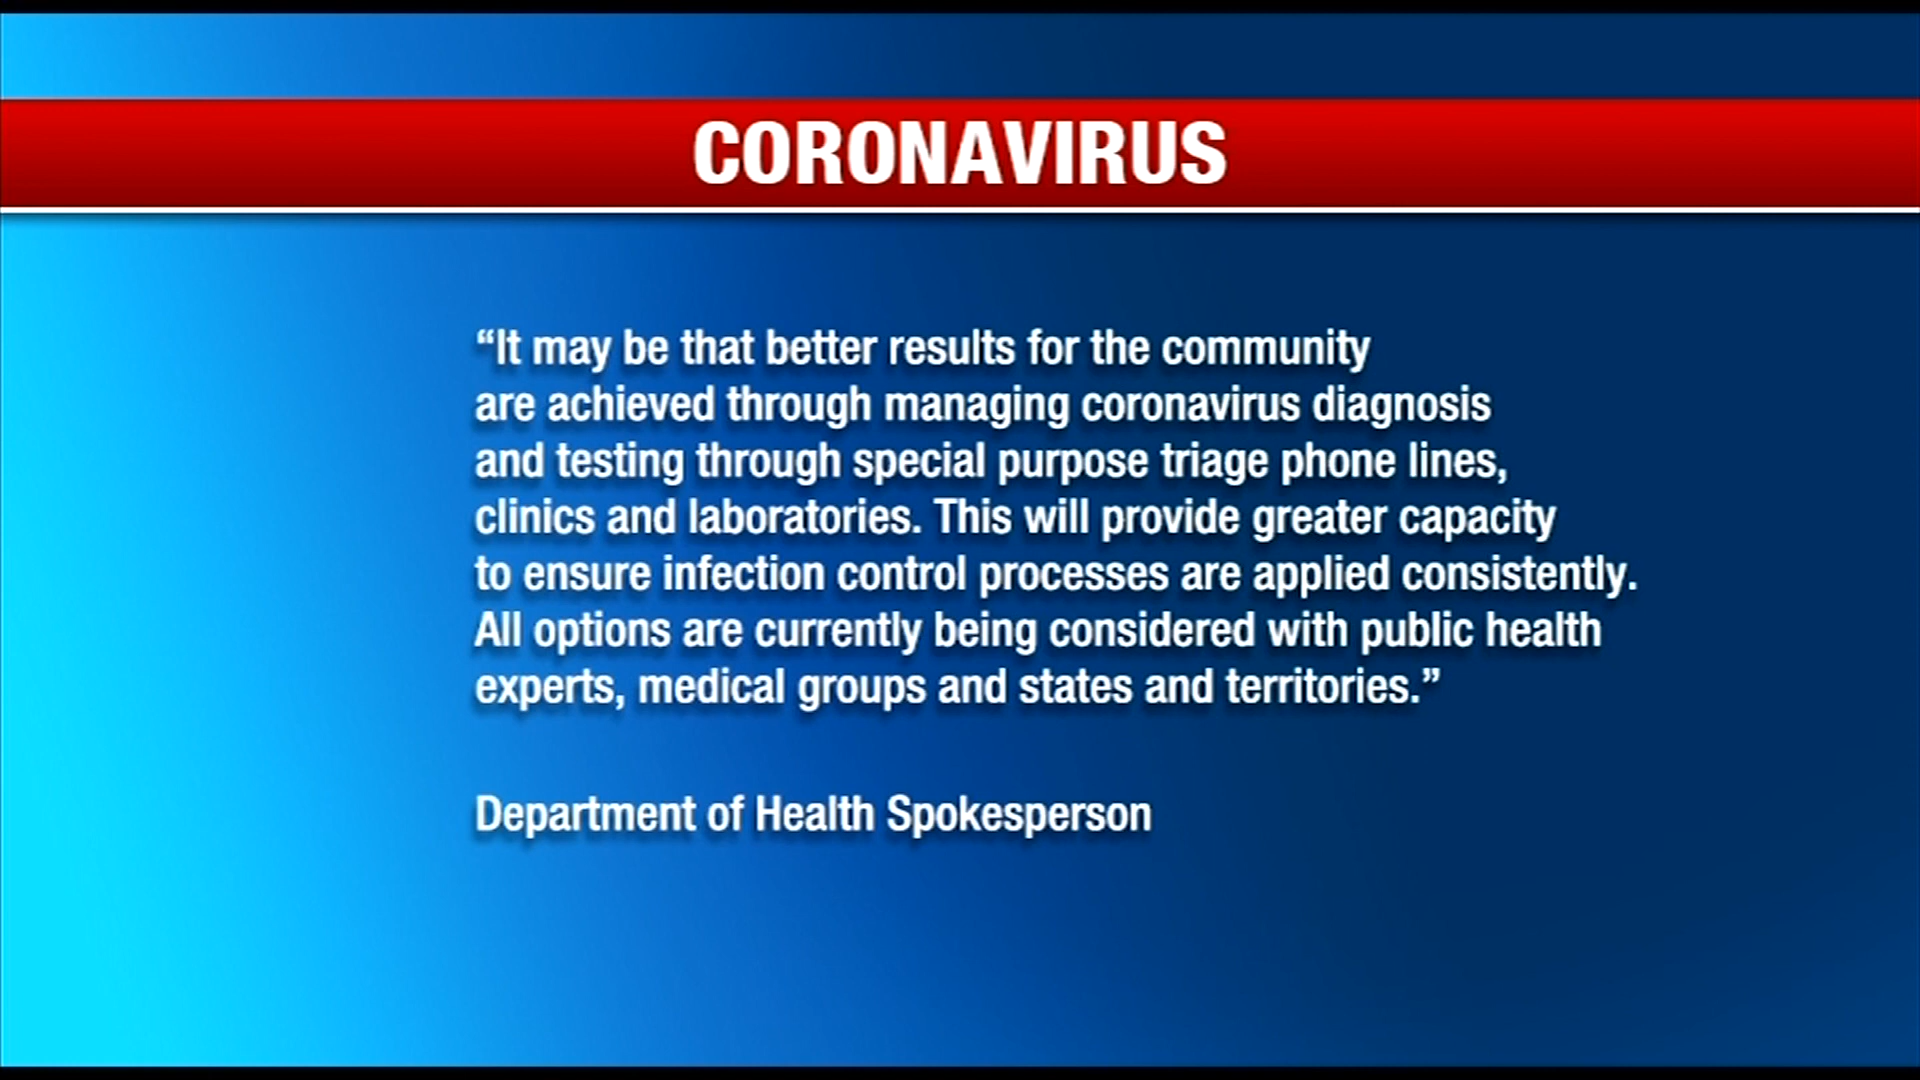 CORONAVIRUS
“It may be that better results for the community
are achieved through managing coronavirus diagnosis
and testing through special purpose triage phone lines,
clinics and laboratories. This will provide greater capacity
to ensure infection control processes are applied consistently.
All options are currently being considered with public health
experts, medical groups and states and territories.”
Department of Health Spokesperson